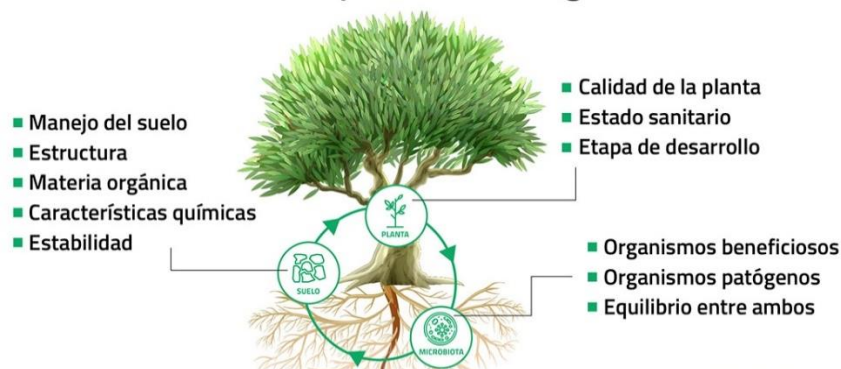 Manejo del suelo
Estructura
Materia orgánica
Características químicas
Estabilidad
Calidad de la planta
Estado sanitario
Etapa de desarrollo
PLANTA
SUELO
MICROBIOTA
Organismos beneficiosos
Organismos patógenos
Equilibrio entre ambos